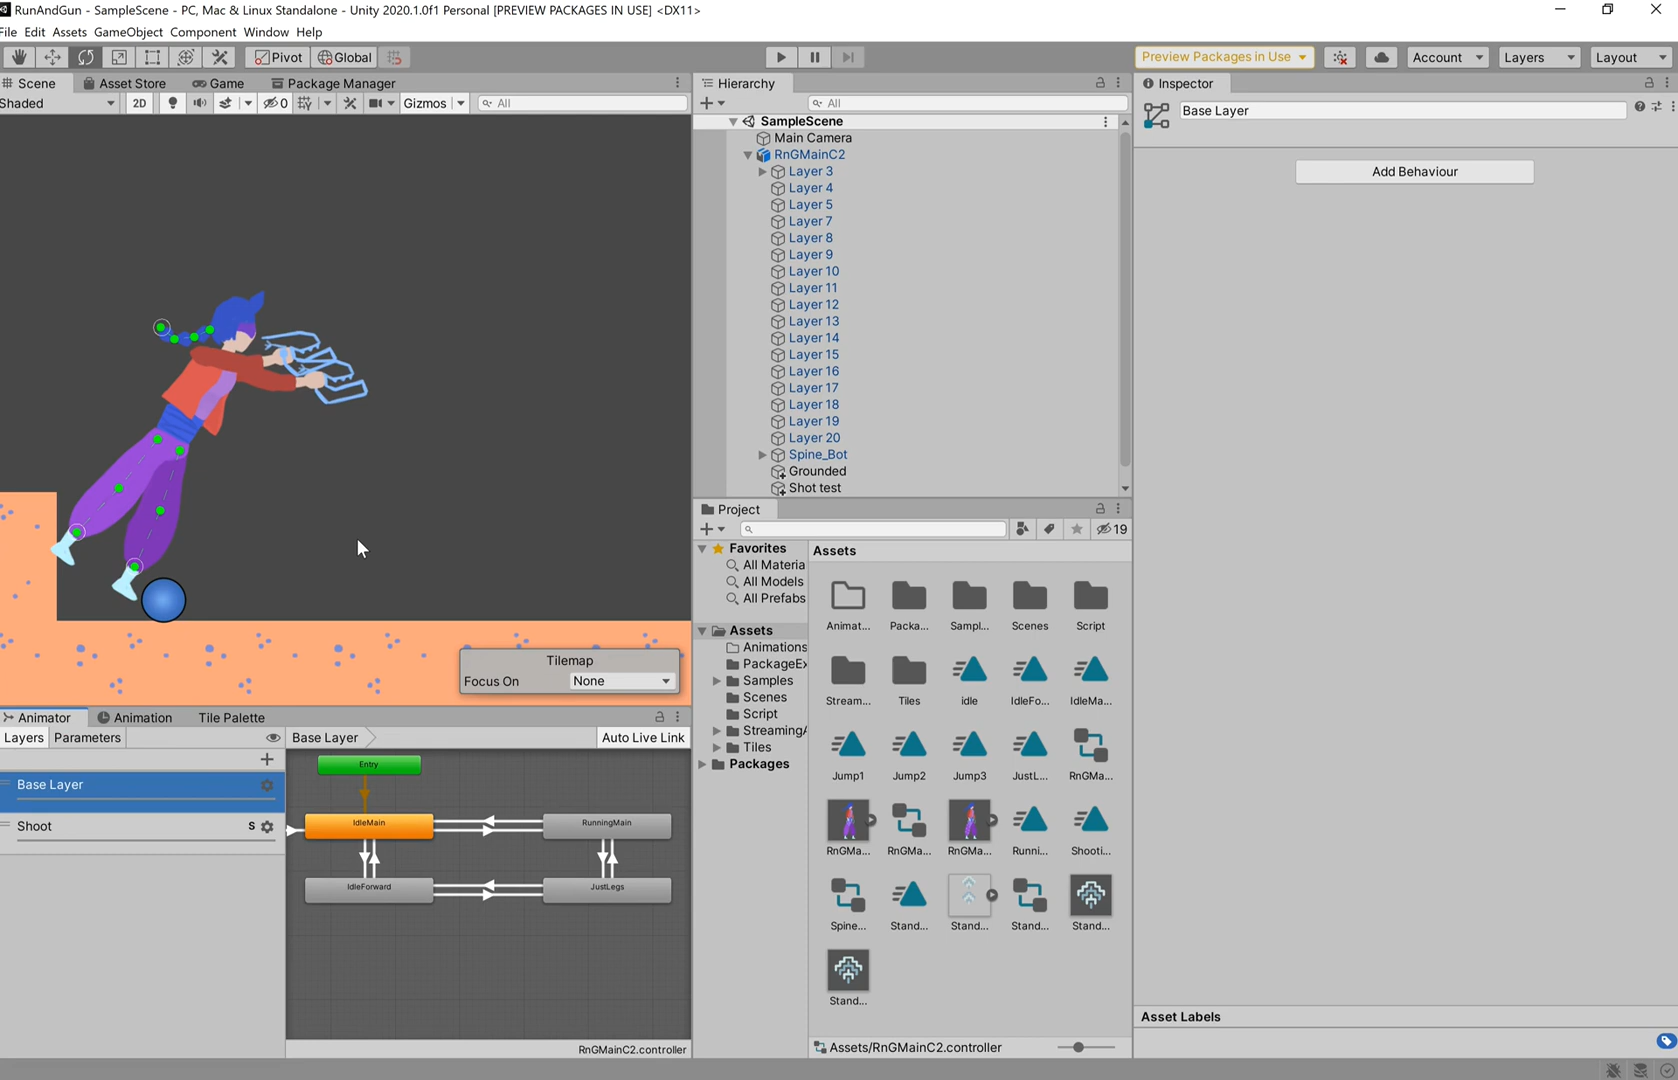 RunAndGun - SampleScene - PC, Mac & Linux Standalone - Unity 2020.1.0f1 Personal [PREVIEW PACKAGES IN USE] <DX11>
File Edit Assets GameObject Component Window Help
Pivot Global
Preview Packages in Use Account Layers Layout
Scene Asset Store Game Package Manager
Shaded 2D 0 Gizmos All
Tilemap
Focus On None
Hierarchy
All
SampleScene
Main Camera
RnGMainC2
Layer 3
Layer 4
Layer 5
Layer 7
Layer 8
Layer 9
Layer 10
Layer 11
Layer 12
Layer 13
Layer 14
Layer 15
Layer 16
Layer 17
Layer 18
Layer 19
Layer 20
Spine_Bot
Grounded
Shot test
Inspector
Base Layer
Add Behaviour
Asset Labels
Project
19
Favorites
All Materia
All Models
All Prefabs
Assets
Animations
PackageEx
Samples
Scenes
Script
StreamingA
Tiles
Packages
Assets
Animat... Packa... Sampl... Scenes Script
Stream... Tiles idle IdleFo... IdleMa...
Jump1 Jump2 Jump3 JustL... RnGMa...
RnGMa... RnGMa... RnGMa... Runni... Shooti...
Spine... Stand... Stand... Stand... Stand...
Stand...
Assets/RnGMainC2.controller
Animator Animation Tile Palette
Layers Parameters
Base Layer
Auto Live Link
Base Layer
Shoot S
Entry
IdleMain
RunningMain
IdleForward
JustLegs
RnGMainC2.controller